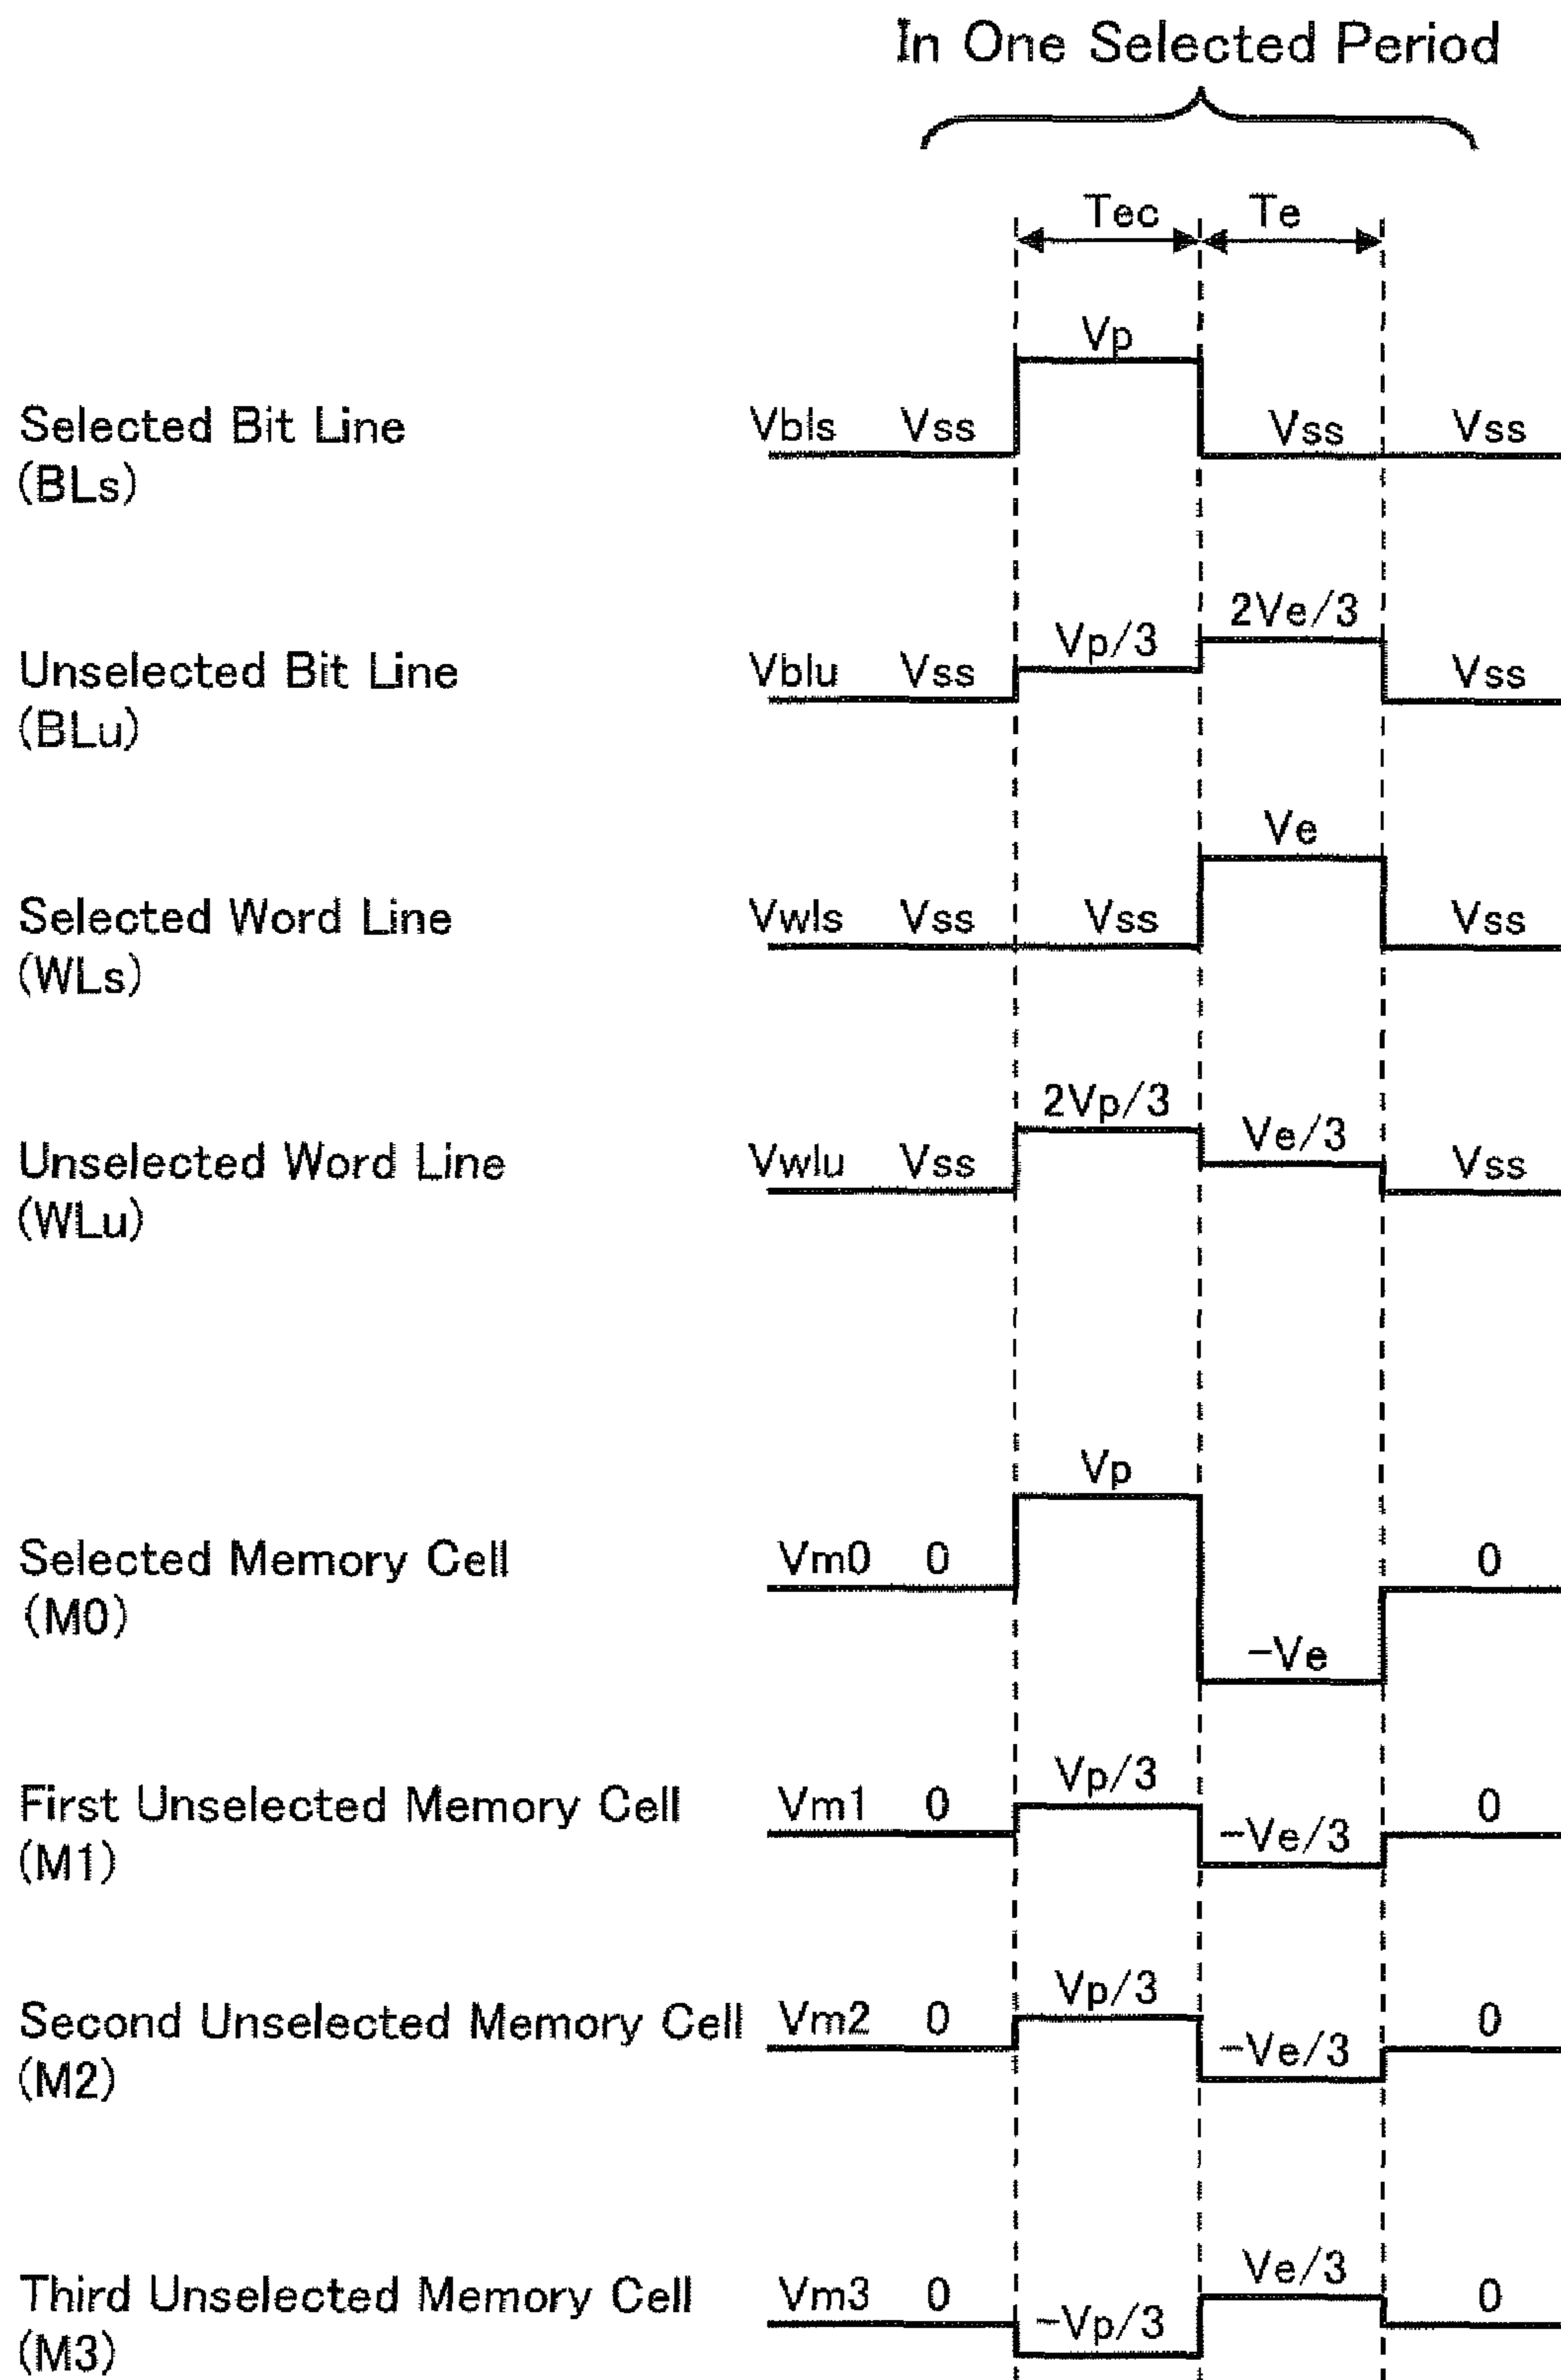 In One Selected Period
Tec Te
Vp
Selected Bit Line Vbls Vss Vss Vss
(BLs)
2Ve/3
Vp/3
Unselected Bit Line Vblu Vss Vss
(BLu)
Ve
Selected Word Line Vwls Vss Vss Vss
(WLs)
2Vp/3
Ve/3
Unselected Word Line Vwlu Vss Vss
(WLu)
Vp
Selected Memory Cell Vm0 0 0
(M0)
-Ve
Vp/3
First Unselected Memory Cell Vm1 0 0
-Ve/3
(M1)
Vp/3
Second Unselected Memory Cell Vm2 0 0
-Ve/3
(M2)
Ve/3
Third Unselected Memory Cell Vm3 0 0
-Vp/3
(M3)